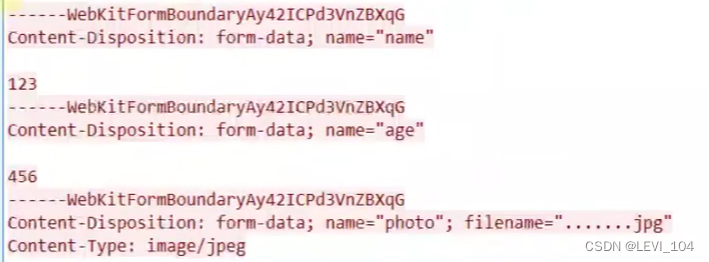 ------WebKitFormBoundaryAy42ICPd3VnZBXqG
Content-Disposition: form-data; name="name"
123
------WebKitFormBoundaryAy42ICPd3VnZBXqG
Content-Disposition: form-data; name="age"
456
------WebKitFormBoundaryAy42ICPd3VnZBXqG
Content-Disposition: form-data; name="photo"; filename=".......jpg"
Content-Type: image/jpeg
CSDN @LEVI_104